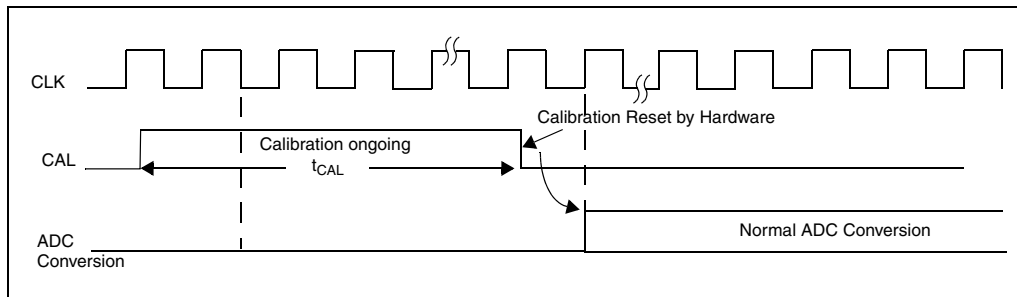 CLK
Calibration Reset by Hardware
CAL
Calibration ongoing
tCAL
Normal ADC Conversion
ADC
Conversion